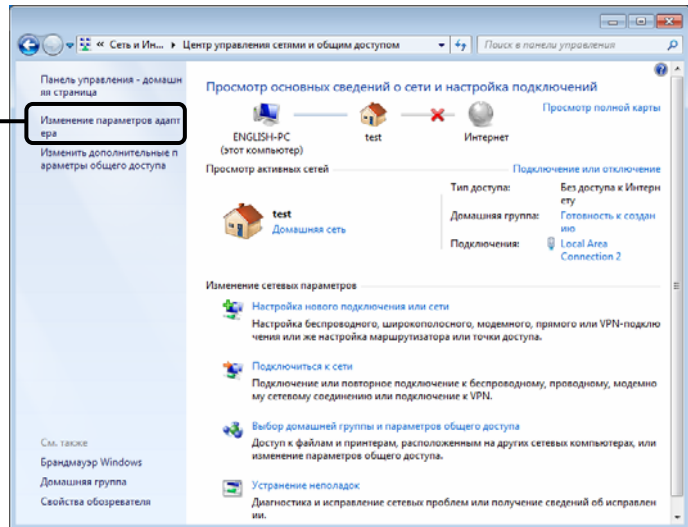 « Сеть и Ин... ▸ Центр управления сетями и общим доступом
Поиск в панели управления
Панель управления - домашн
яя страница
Изменение параметров адапт
ера
Изменить дополнительные п
араметры общего доступа
Просмотр основных сведений о сети и настройка подключений
Просмотр полной карты
ENGLISH-PC
(этот компьютер)
test
Интернет
Просмотр активных сетей
Подключение или отключение
test
Домашняя сеть
Тип доступа: Без доступа к Интерн
ету
Домашняя группа: Готовность к создан
ию
Подключения: Local Area
Connection 2
Изменение сетевых параметров
Настройка нового подключения или сети
Настройка беспроводного, широкополосного, модемного, прямого или VPN-подклю
чения или же настройка маршрутизатора или точки доступа.
Подключиться к сети
Подключение или повторное подключение к беспроводному, проводному, модемно
му сетевому соединению или подключение к VPN.
Выбор домашней группы и параметров общего доступа
Доступ к файлам и принтерам, расположенным на других сетевых компьютерах, или
изменение параметров общего доступа.
Устранение неполадок
Диагностика и исправление сетевых проблем или получение сведений об исправлен
ии.
См. также
Брандмауэр Windows
Домашняя группа
Свойства обозревателя